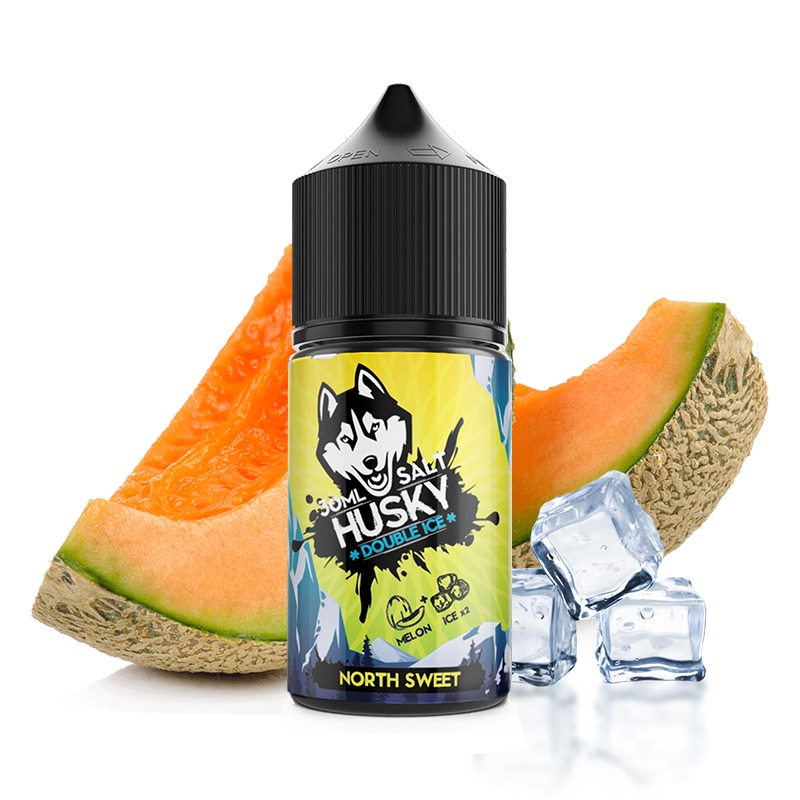 OPEN
30ML SALT
HUSKY
* DOUBLE ICE *
+
MELON
ICE x2
NORTH SWEET